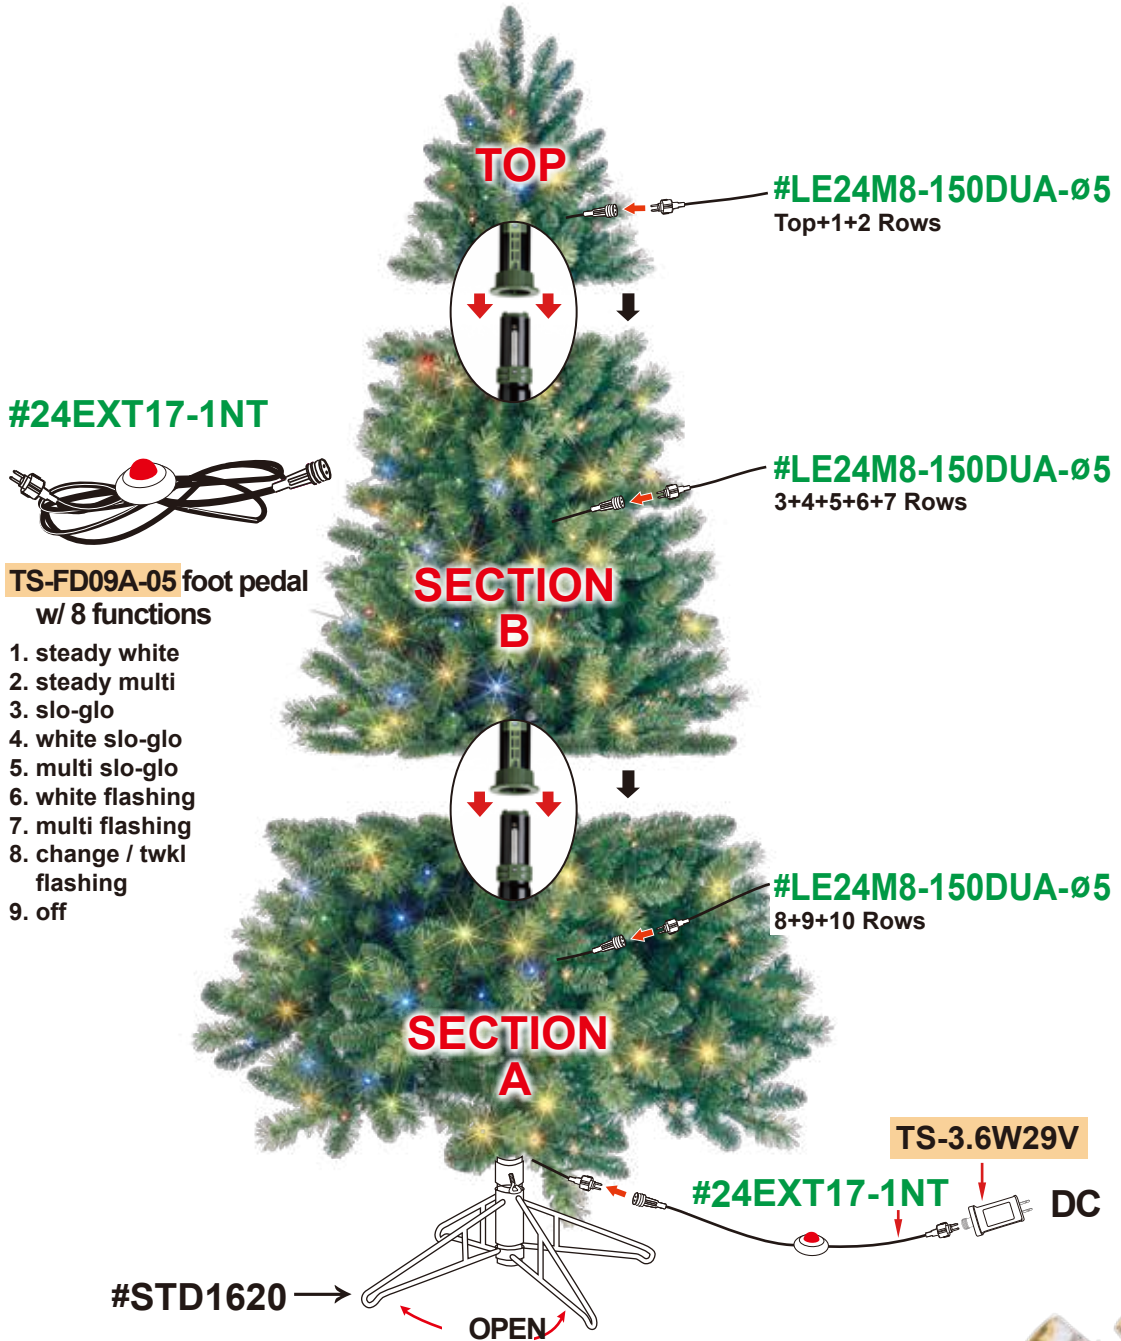 TOP
#LE24M8-150DUA-ø5
Top+1+2 Rows
#24EXT17-1NT
#LE24M8-150DUA-ø5
3+4+5+6+7 Rows
TS-FD09A-05 foot pedal
w/ 8 functions
1. steady white
2. steady multi
3. slo-glo
4. white slo-glo
5. multi slo-glo
6. white flashing
7. multi flashing
8. change / twkl
flashing
9. off
SECTION
B
#LE24M8-150DUA-ø5
8+9+10 Rows
SECTION
A
TS-3.6W29V
#24EXT17-1NT
DC
#STD1620
OPEN